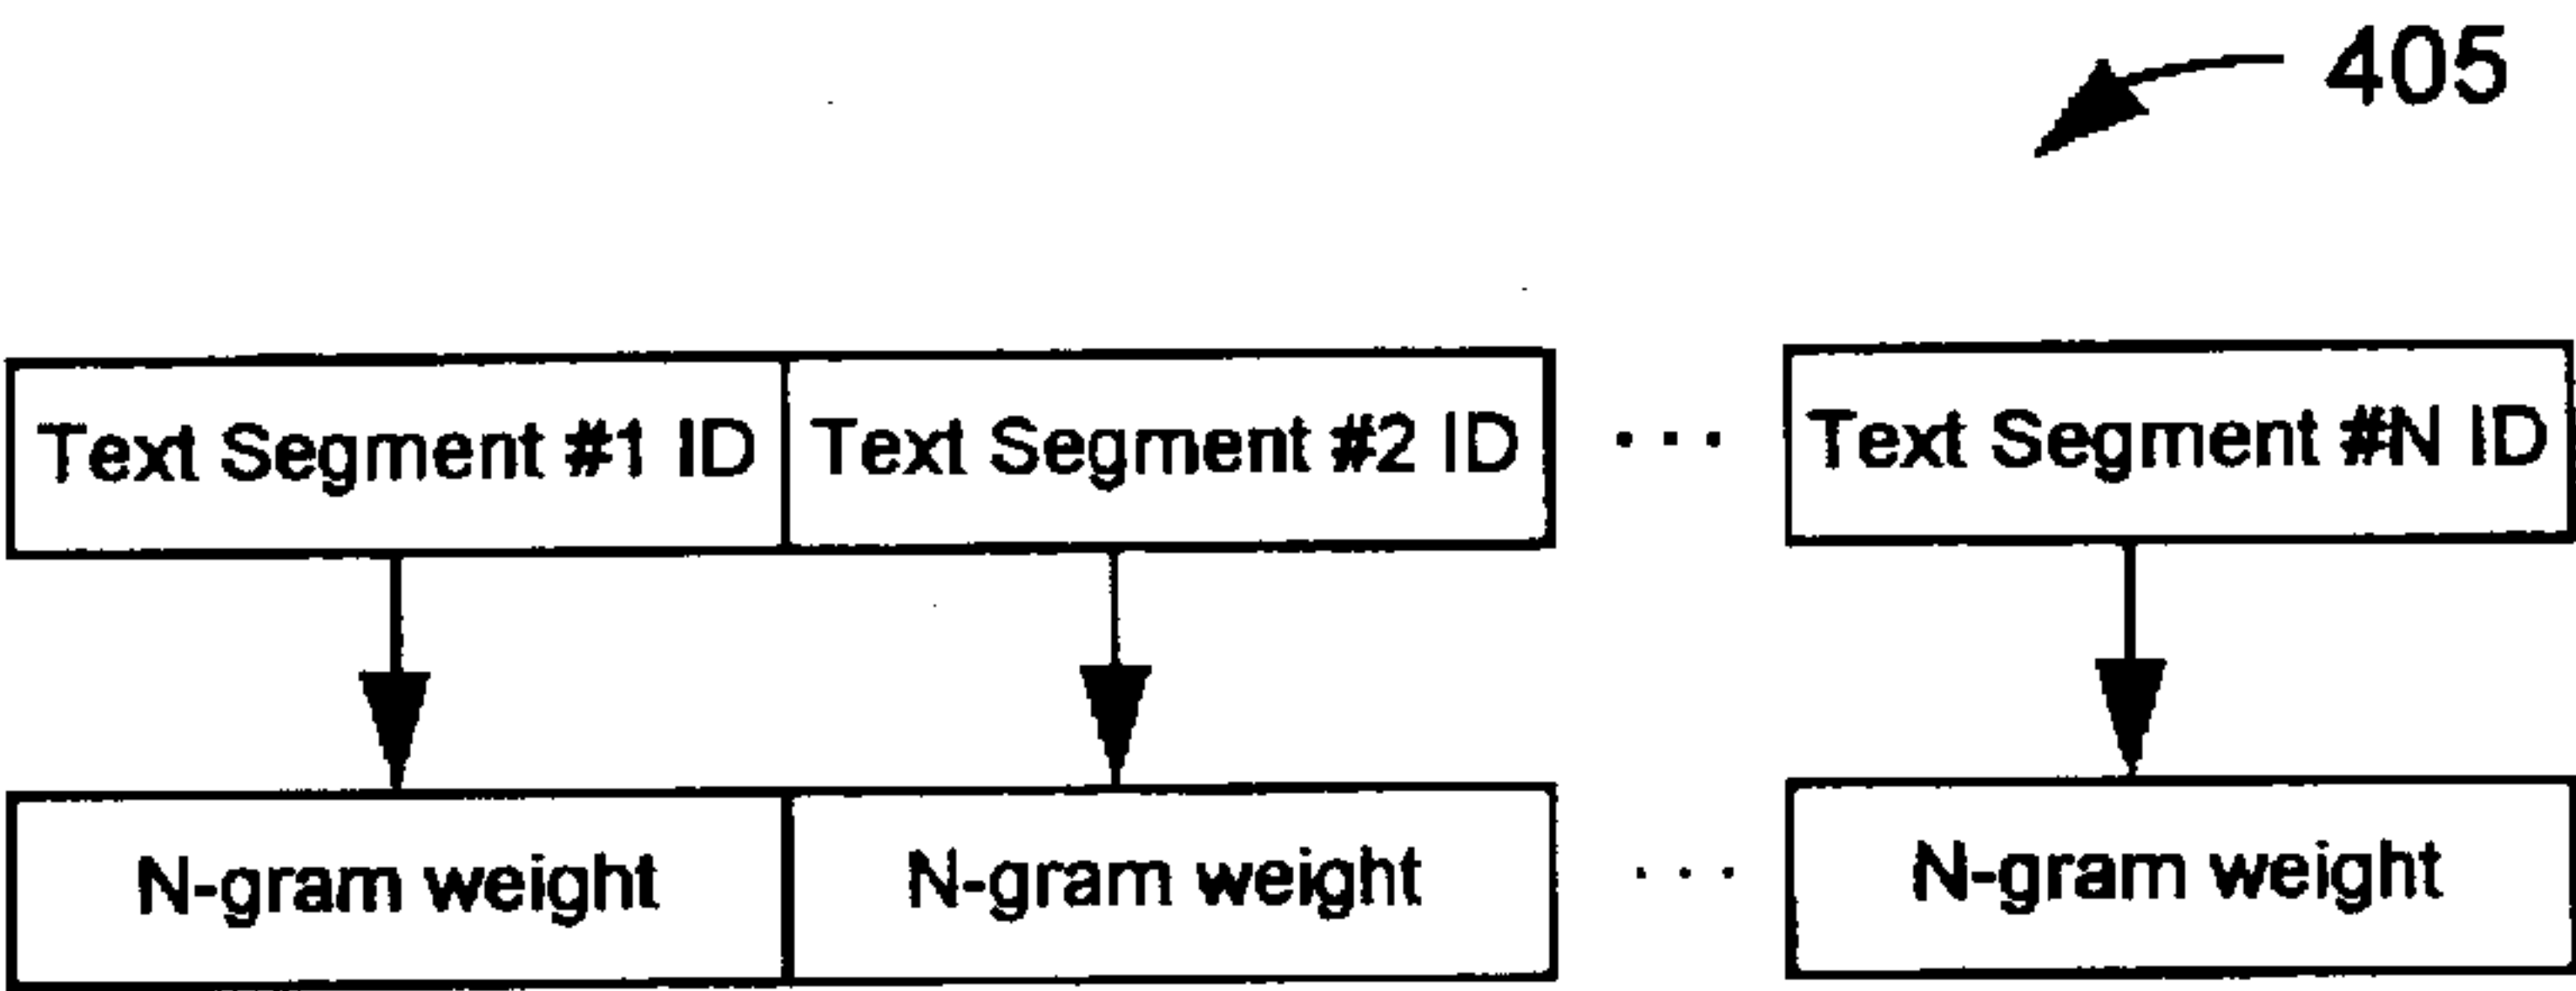 405
Text Segment #1 ID Text Segment #2 ID ... Text Segment #N ID
N-gram weight N-gram weight ... N-gram weight